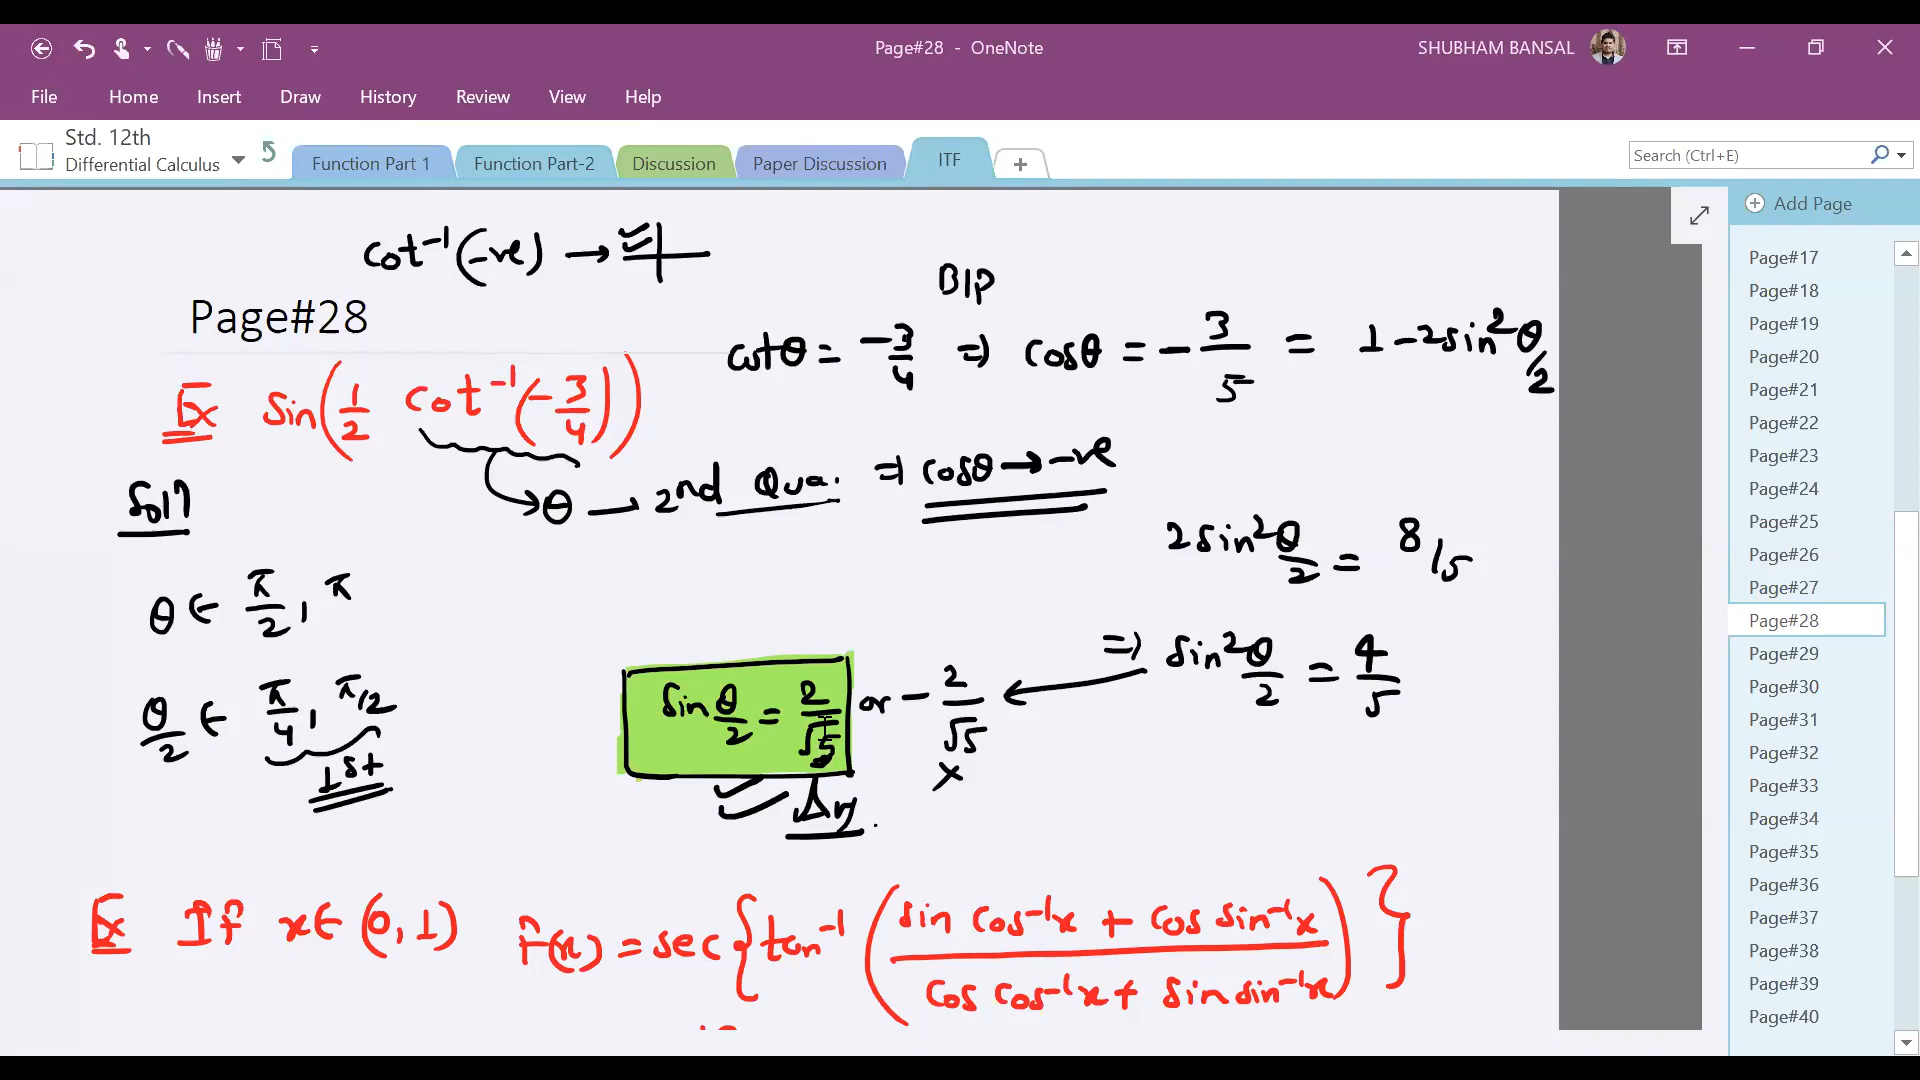 Page#28 - OneNote
SHUBHAM BANSAL
File Home Insert Draw History Review View Help
Std. 12th
Differential Calculus
Function Part 1
Function Part-2
Discussion
Paper Discussion
ITF
+
Search (Ctrl+E)
Add Page
Page#17
Page#18
Page#19
Page#20
Page#21
Page#22
Page#23
Page#24
Page#25
Page#26
Page#27
Page#28
Page#29
Page#30
Page#31
Page#32
Page#33
Page#34
Page#35
Page#36
Page#37
Page#38
Page#39
Page#40
cot⁻¹(-ve) →
Page#28
B/P
cotθ = -3/4 ⇒ cosθ = -3/5 = 1 - 2sin²θ/2
Ex sin(1/2 cot⁻¹(-3/4))
θ → 2nd Qua. ⇒ cosθ → -ve
Solⁿ
2sin²θ/2 = 8/5
θ ∈ π/2, π
⇒ sin²θ/2 = 4/5
sinθ/2 = 2/√5 or -2/√5
×
θ/2 ∈ π/4, π/2
1st
Ans.
Ex If x ∈ (0, 1) f(x) = sec{tan⁻¹((sin cos⁻¹x + cos sin⁻¹x)/(cos cos⁻¹x + sin sin⁻¹x))}